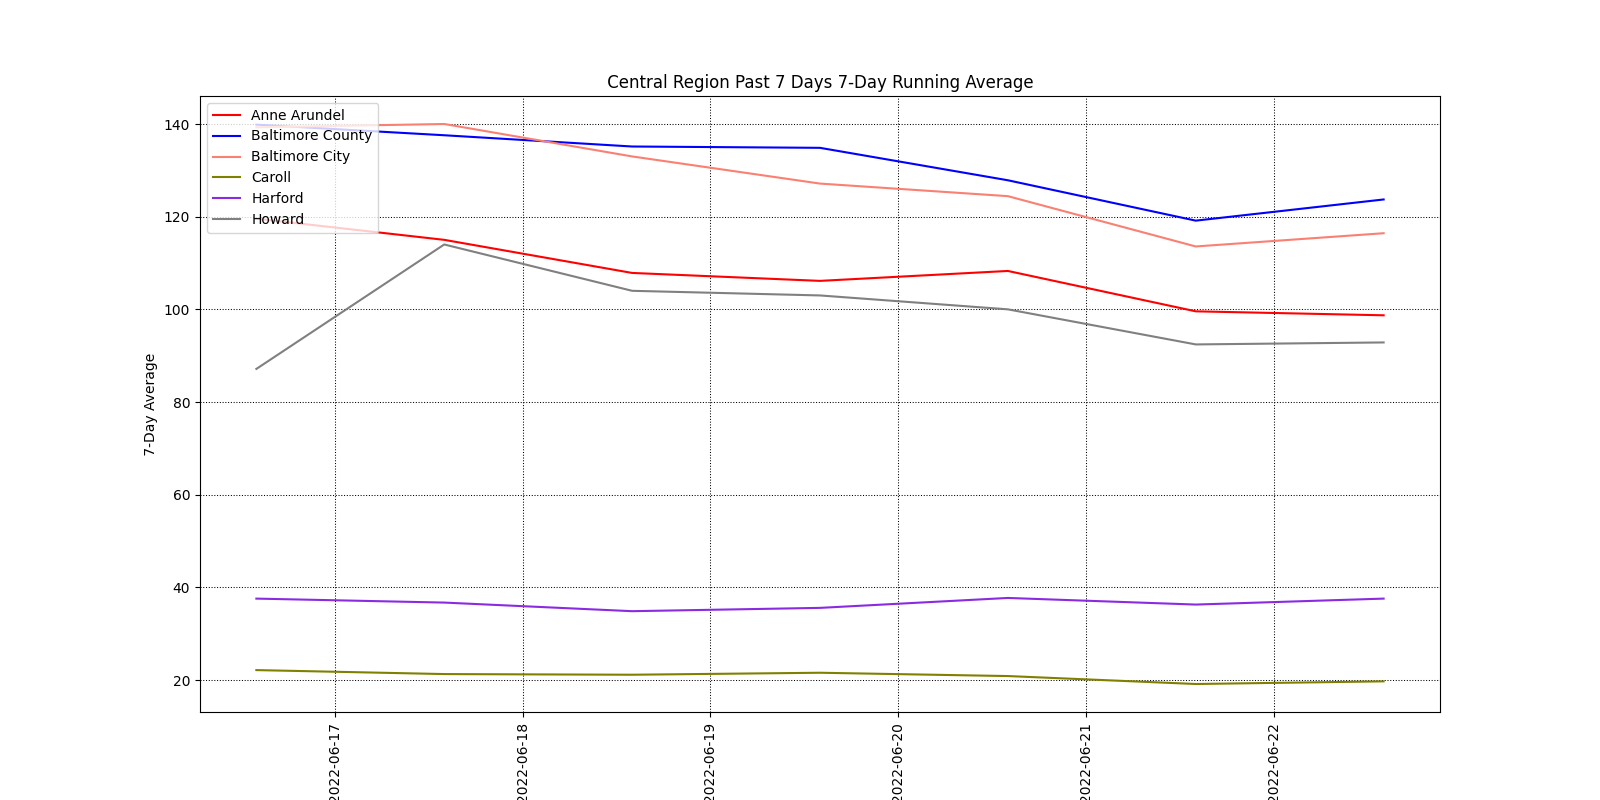 Central Region Past 7 Days 7-Day Running Average
Anne Arundel
Baltimore County
Baltimore City
Caroll
Harford
Howard
140
120
100
80
60
40
20
7-Day Average
2022-06-17
2022-06-18
2022-06-19
2022-06-20
2022-06-21
2022-06-22